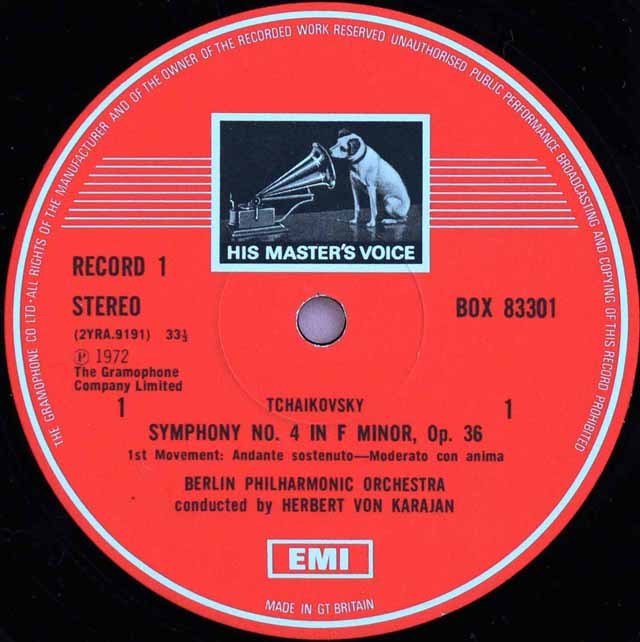 THE GRAMOPHONE CO LTD · ALL RIGHTS OF THE MANUFACTURER AND OF THE OWNER OF THE RECORDED WORK RESERVED UNAUTHORISED PUBLIC PERFORMANCE BROADCASTING AND COPYING OF THIS RECORD PROHIBITED
HIS MASTER'S VOICE
RECORD 1
STEREO
BOX 83301
(2YRA.9191) 33⅓
℗ 1972
The Gramophone
Company Limited
1 TCHAIKOVSKY 1
SYMPHONY NO. 4 IN F MINOR, Op. 36
1st Movement: Andante sostenuto—Moderato con anima
BERLIN PHILHARMONIC ORCHESTRA
conducted by HERBERT VON KARAJAN
EMI
MADE IN GT BRITAIN